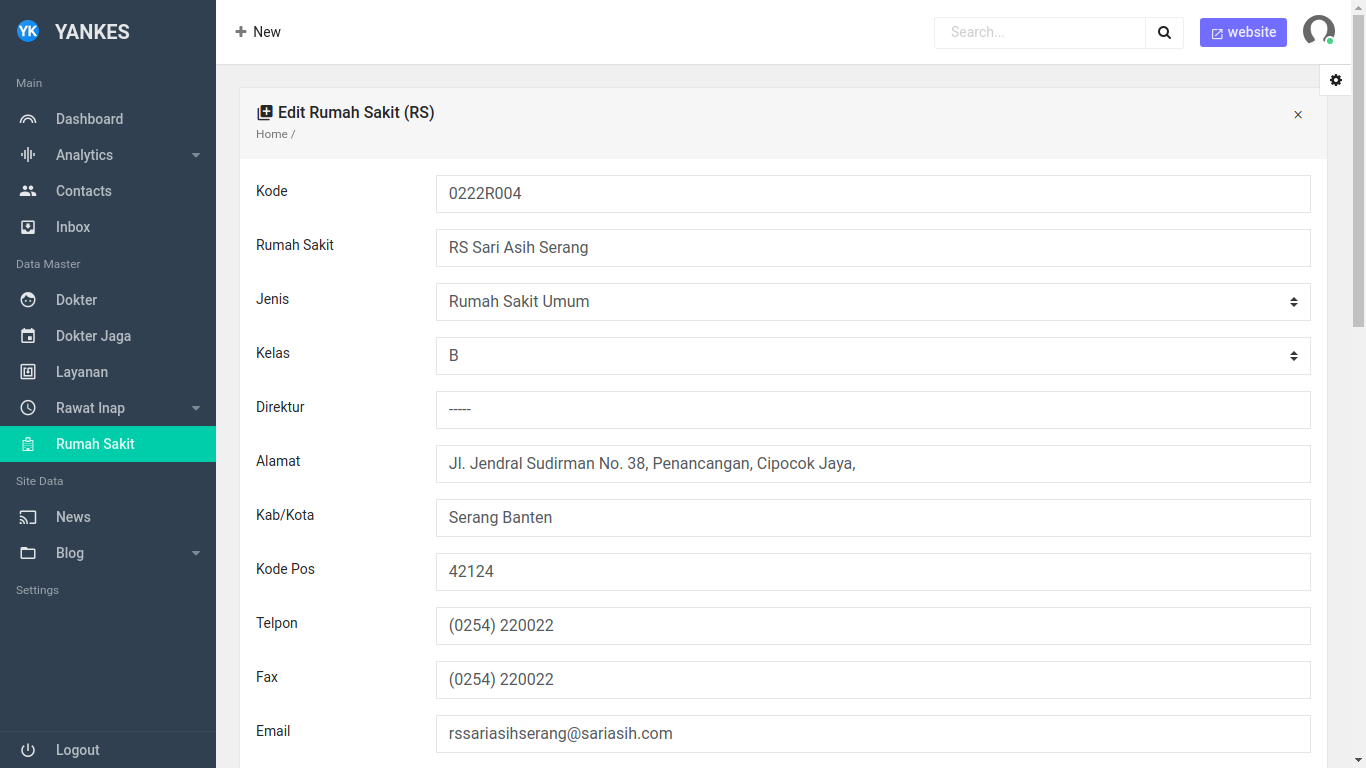 YK YANKES
+ New
Search...
website
Main
Dashboard
Analytics
Contacts
Inbox
Data Master
Dokter
Dokter Jaga
Layanan
Rawat Inap
Rumah Sakit
Site Data
News
Blog
Settings
Logout
Edit Rumah Sakit (RS)
Home /
×
Kode 0222R004
Rumah Sakit RS Sari Asih Serang
Jenis Rumah Sakit Umum
Kelas B
Direktur -----
Alamat Jl. Jendral Sudirman No. 38, Penancangan, Cipocok Jaya,
Kab/Kota Serang Banten
Kode Pos 42124
Telpon (0254) 220022
Fax (0254) 220022
Email rssariasihserang@sariasih.com